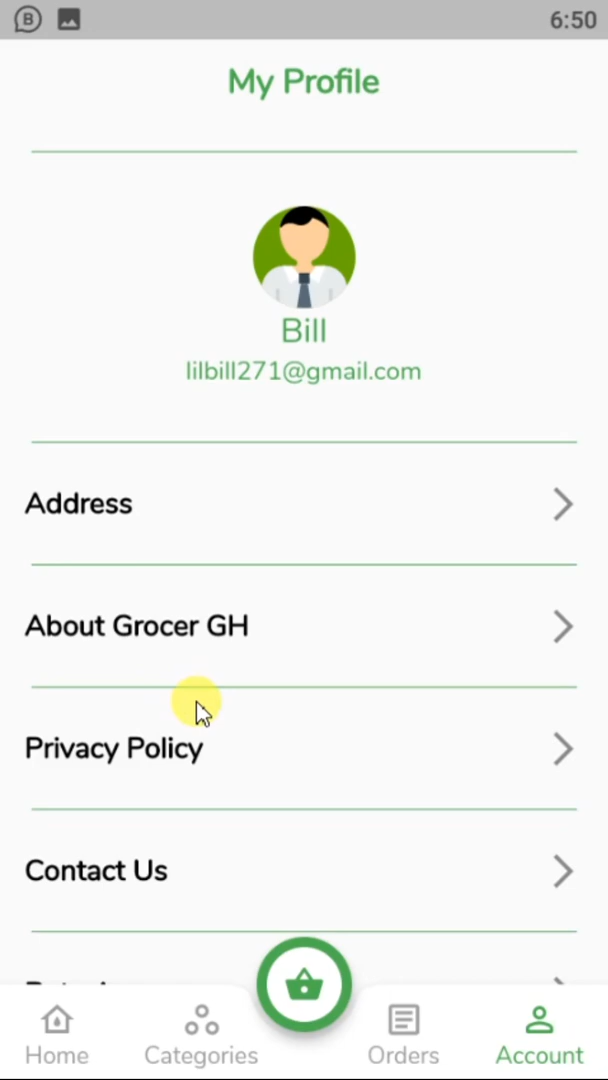 6:50
My Profile
Bill
lilbill271@gmail.com
Address
About Grocer GH
Privacy Policy
Contact Us
Home
Categories
Orders
Account